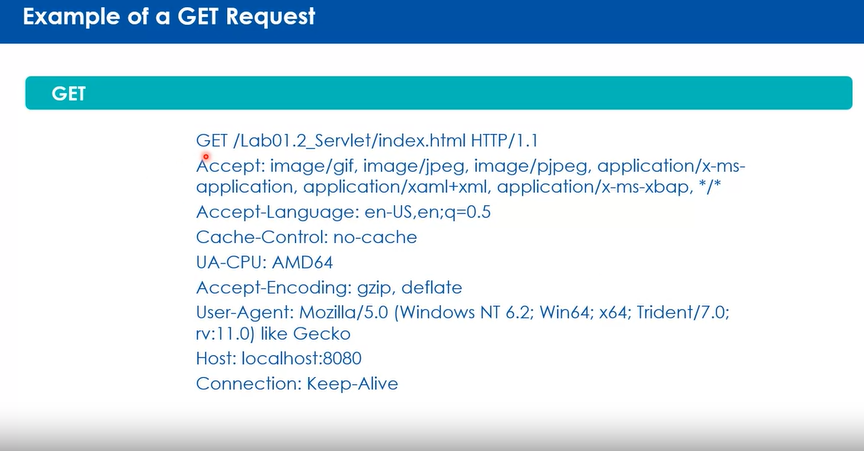 Example of a GET Request
GET
GET /Lab01.2_Servlet/index.html HTTP/1.1
Accept: image/gif, image/jpeg, image/pjpeg, application/x-ms-
application, application/xaml+xml, application/x-ms-xbap, */*
Accept-Language: en-US,en;q=0.5
Cache-Control: no-cache
UA-CPU: AMD64
Accept-Encoding: gzip, deflate
User-Agent: Mozilla/5.0 (Windows NT 6.2; Win64; x64; Trident/7.0;
rv:11.0) like Gecko
Host: localhost:8080
Connection: Keep-Alive